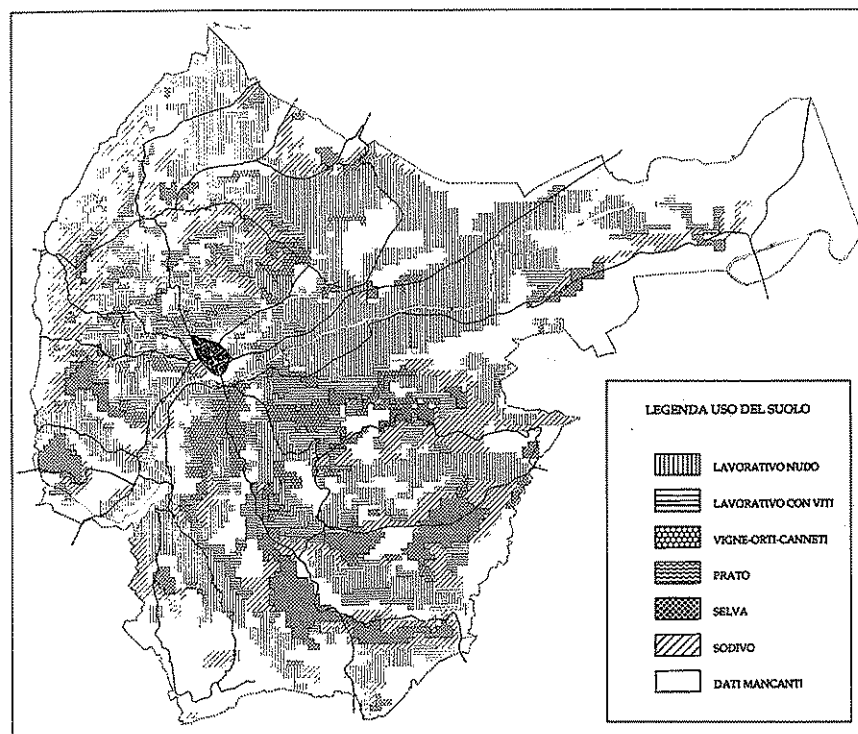 LEGENDA USO DEL SUOLO
LAVORATIVO NUDO
LAVORATIVO CON VITI
VIGNE-ORTI-CANNETI
PRATO
SELVA
SODIVO
DATI MANCANTI